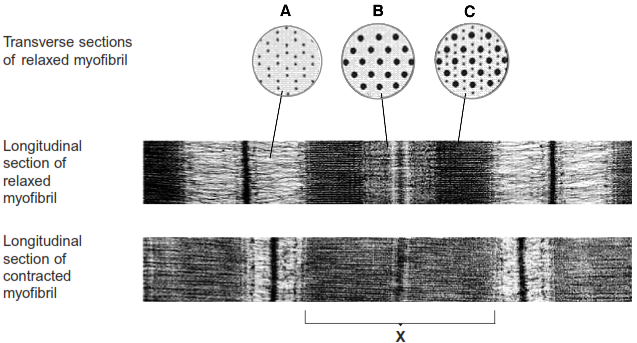 A B C
Transverse sections
of relaxed myofibril
Longitudinal
section of
relaxed
myofibril
Longitudinal
section of
contracted
myofibril
X